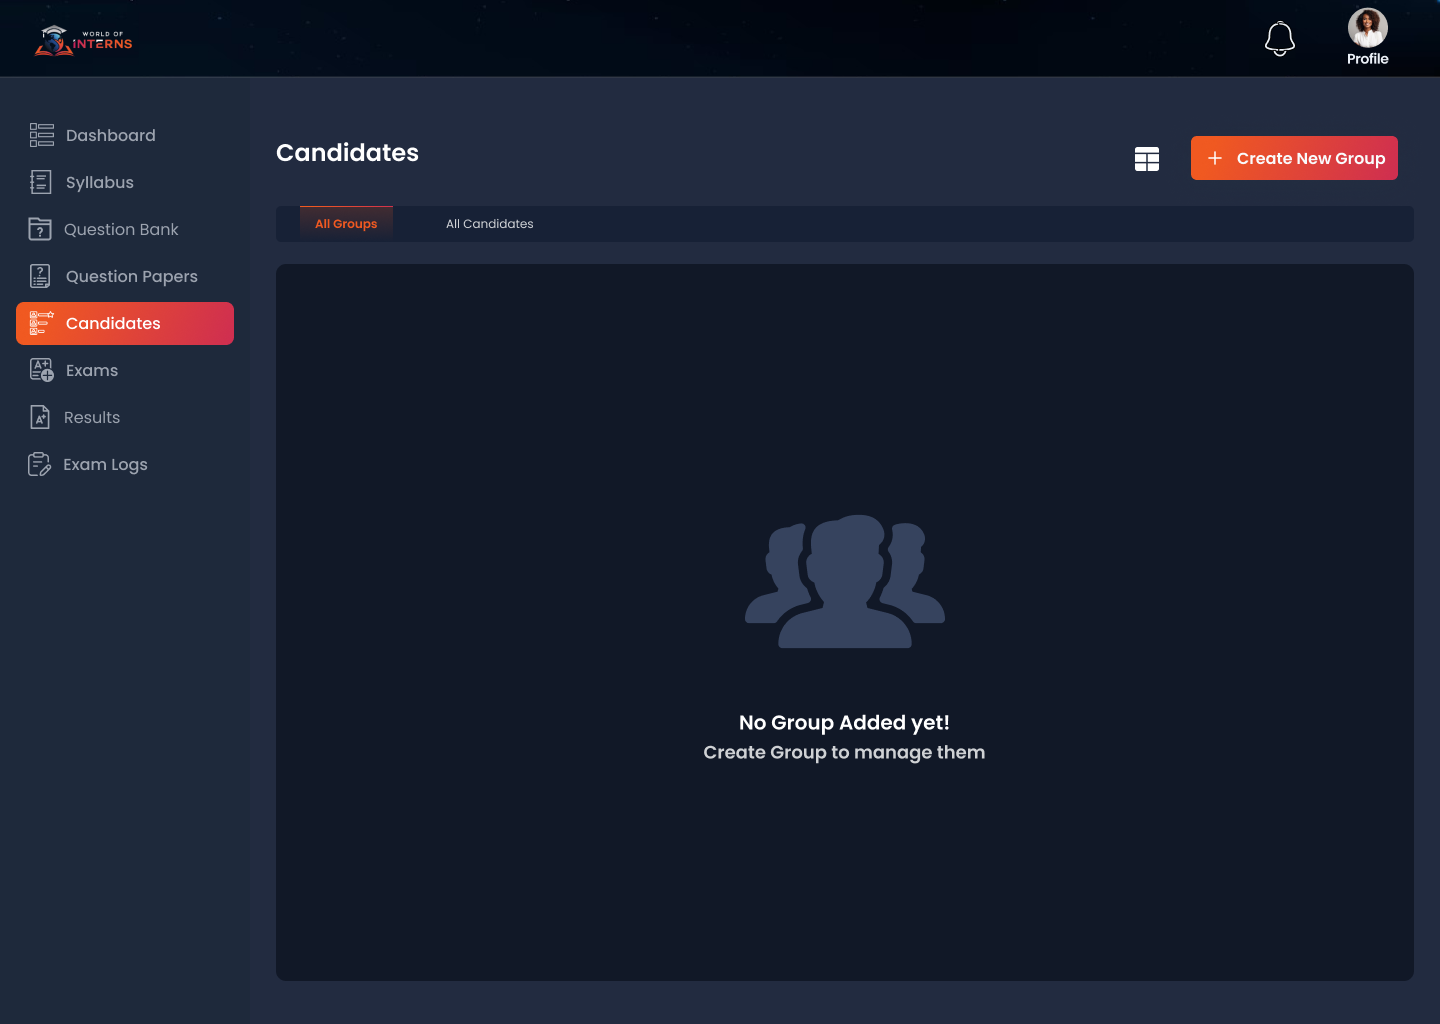 WORLD OF
INTERNS
Profile
Dashboard
Syllabus
Question Bank
Question Papers
Candidates
Exams
Results
Exam Logs
Candidates
Create New Group
All Groups
All Candidates
No Group Added yet!
Create Group to manage them